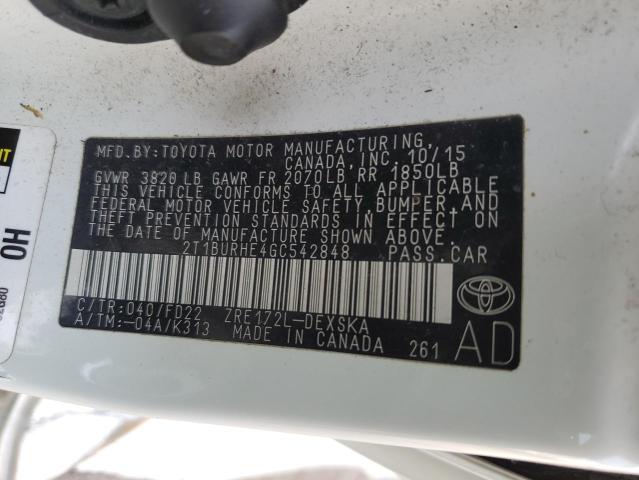 MFD.BY:TOYOTA MOTOR MANUFACTURING,
CANADA,INC. 10/15
GVWR 3820 LB GAWR FR 2070LB RR 1850LB
THIS VEHICLE CONFORMS TO ALL APPLICABLE
FEDERAL MOTOR VEHICLE SAFETY, BUMPER AND
THEFT PREVENTION STANDARDS IN EFFECT ON
THE DATE OF MANUFACTURE SHOWN ABOVE.
2T1BURHE4GC542848 PASS.CAR
C/TR:040/FD22 ZRE172L-DEXSKA
A/TM:-04A/K313 MADE IN CANADA 261
AD
TOYOTA
OH